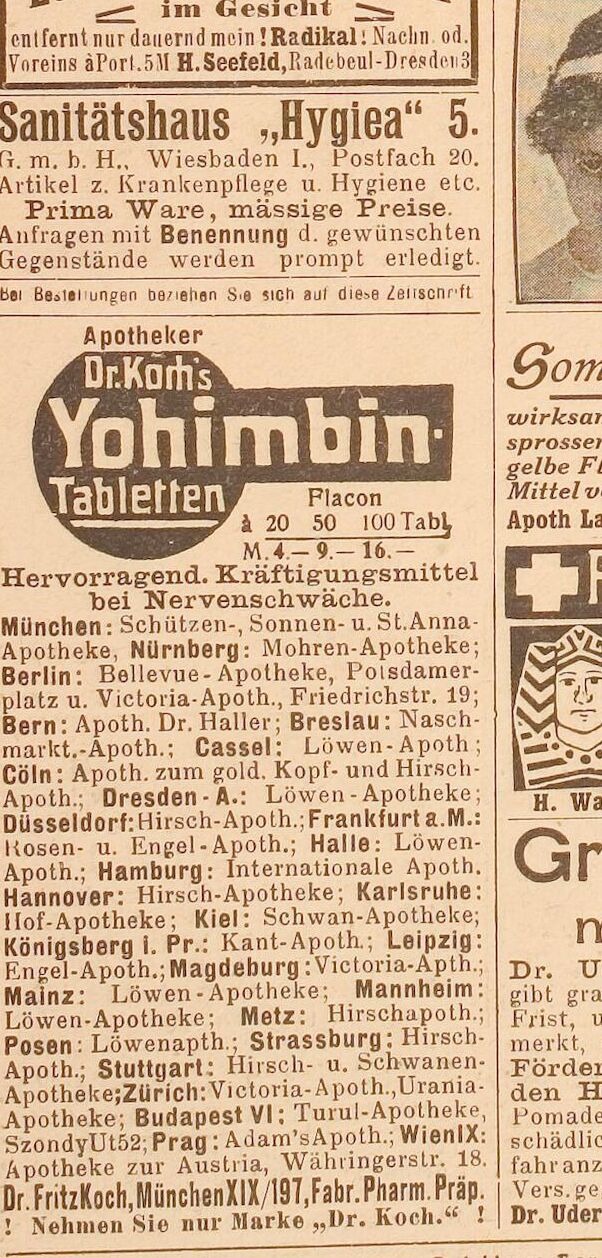 im Gesicht
entfernt nur dauernd mein! Radikal! Nachn. od.
Voreins à Port. 5M H. Seefeld, Radebeul-Dresden 3
Sanitätshaus „Hygiea“ 5.
G. m. b. H., Wiesbaden I., Postfach 20.
Artikel z. Krankenpflege u. Hygiene etc.
Prima Ware, mässige Preise.
Anfragen mit Benennung d. gewünschten
Gegenstände werden prompt erledigt.
Bei Bestellungen beziehen Sie sich auf diese Zeitschrift
Apotheker
Dr. Koch's
Yohimbin-
Tabletten
Flacon
à 20 50 100 Tabl.
M. 4.– 9.– 16.–
Hervorragend. Kräftigungsmittel
bei Nervenschwäche.
München: Schützen-, Sonnen- u. St. Anna-
Apotheke, Nürnberg: Mohren-Apotheke;
Berlin: Bellevue-Apotheke, Potsdamer-
platz u. Victoria-Apoth., Friedrichstr. 19;
Bern: Apoth. Dr. Haller; Breslau: Nasch-
markt.-Apoth.; Cassel: Löwen-Apoth;
Cöln: Apoth. zum gold. Kopf- und Hirsch-
Apoth.; Dresden-A.: Löwen-Apotheke;
Düsseldorf: Hirsch-Apoth.; Frankfurt a. M.:
Rosen- u. Engel-Apoth.; Halle: Löwen-
Apoth.; Hamburg: Internationale Apoth.
Hannover: Hirsch-Apotheke; Karlsruhe:
Hof-Apotheke; Kiel: Schwan-Apotheke;
Königsberg i. Pr.: Kant-Apoth.; Leipzig:
Engel-Apoth.; Magdeburg: Victoria-Apth.;
Mainz: Löwen-Apotheke; Mannheim:
Löwen-Apotheke; Metz: Hirschapoth.;
Posen: Löwenapth.; Strassburg: Hirsch-
Apoth.; Stuttgart: Hirsch- u. Schwanen-
Apotheke; Zürich: Victoria-Apoth., Urania-
Apotheke; Budapest VI: Turul-Apotheke,
Szondy Ut 52; Prag: Adam's Apoth.; Wien IX:
Apotheke zur Austria, Währingerstr. 18.
Dr. Fritz Koch, München XIX/197, Fabr. Pharm. Präp.
! Nehmen Sie nur Marke „Dr. Koch.“ !
Som
wirksar
sprossen
gelbe Fl
Mittel v
Apoth La
H. Wa
Gr
m
Dr. U
gibt gra
Frist, u
merkt,
Förder
den H
Pomade
schädlic
fahranz
Vers. ge
Dr. Uder